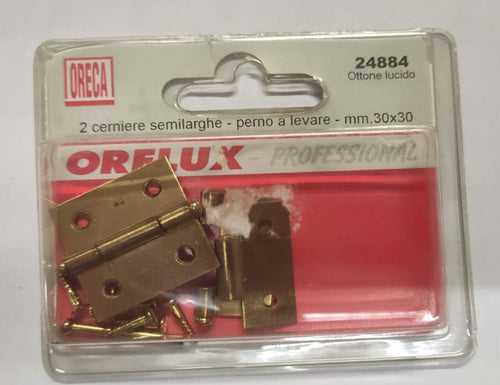 ORECA
24884
Ottone lucido
2 cerniere semilarghe - perno a levare - mm.30x30
ORELUX - PROFESSIONAL